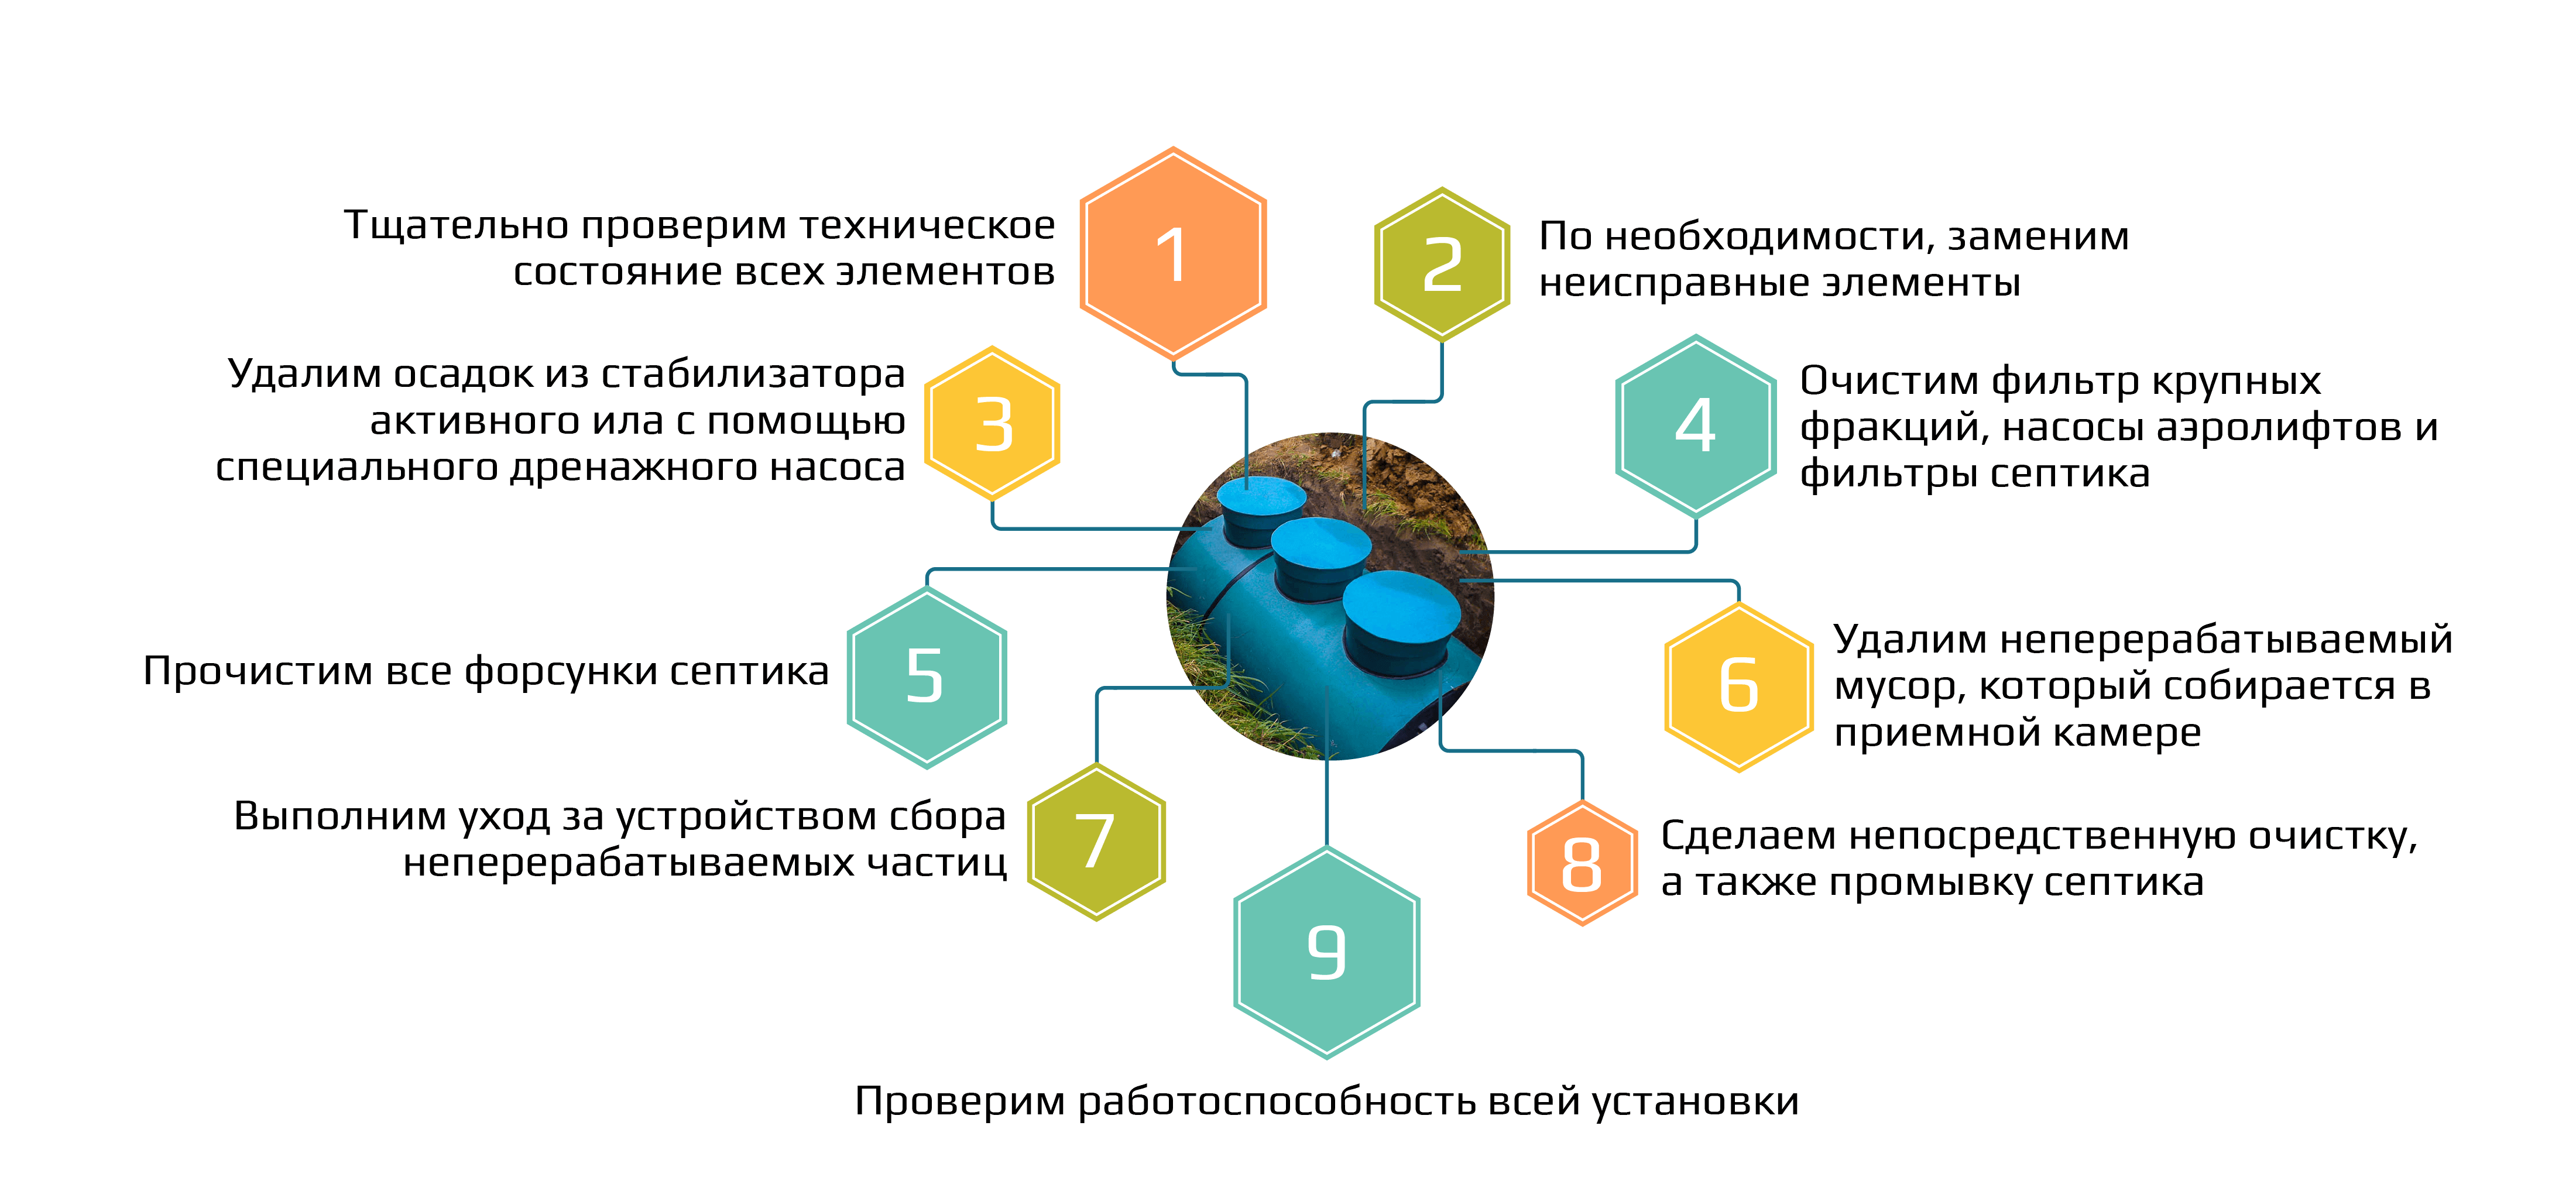 1
Тщательно проверим техническое
состояние всех элементов
2
По необходимости, заменим
неисправные элементы
3
Удалим осадок из стабилизатора
активного ила с помощью
специального дренажного насоса
4
Очистим фильтр крупных
фракций, насосы аэролифтов и
фильтры септика
5
Прочистим все форсунки септика
6
Удалим неперерабатываемый
мусор, который собирается в
приемной камере
7
Выполним уход за устройством сбора
неперерабатываемых частиц
8
Сделаем непосредственную очистку,
а также промывку септика
9
Проверим работоспособность всей установки